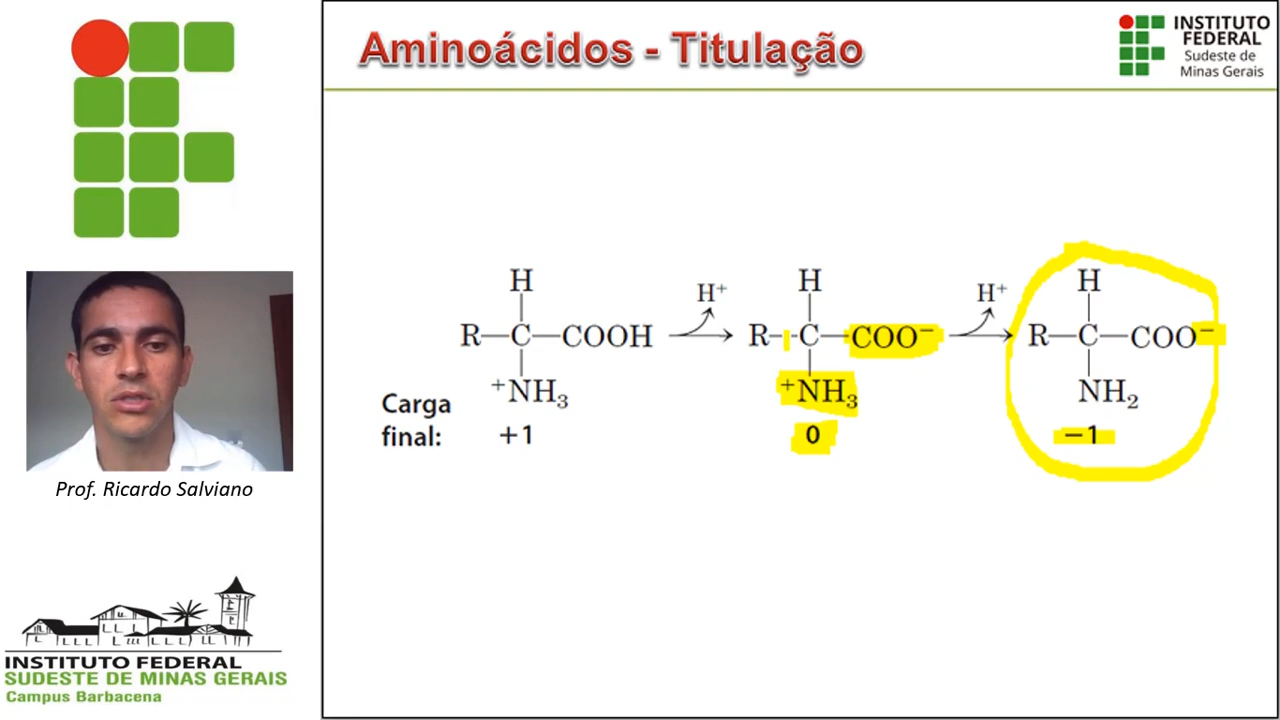 Aminoácidos - Titulação
INSTITUTO
FEDERAL
Sudeste de
Minas Gerais
H
H
H
H⁺
H⁺
R—C—COOH
R—C—COO⁻
R—C—COO⁻
⁺NH₃
⁺NH₃
NH₂
Carga
final:
+1
0
−1
Prof. Ricardo Salviano
INSTITUTO FEDERAL
SUDESTE DE MINAS GERAIS
Campus Barbacena